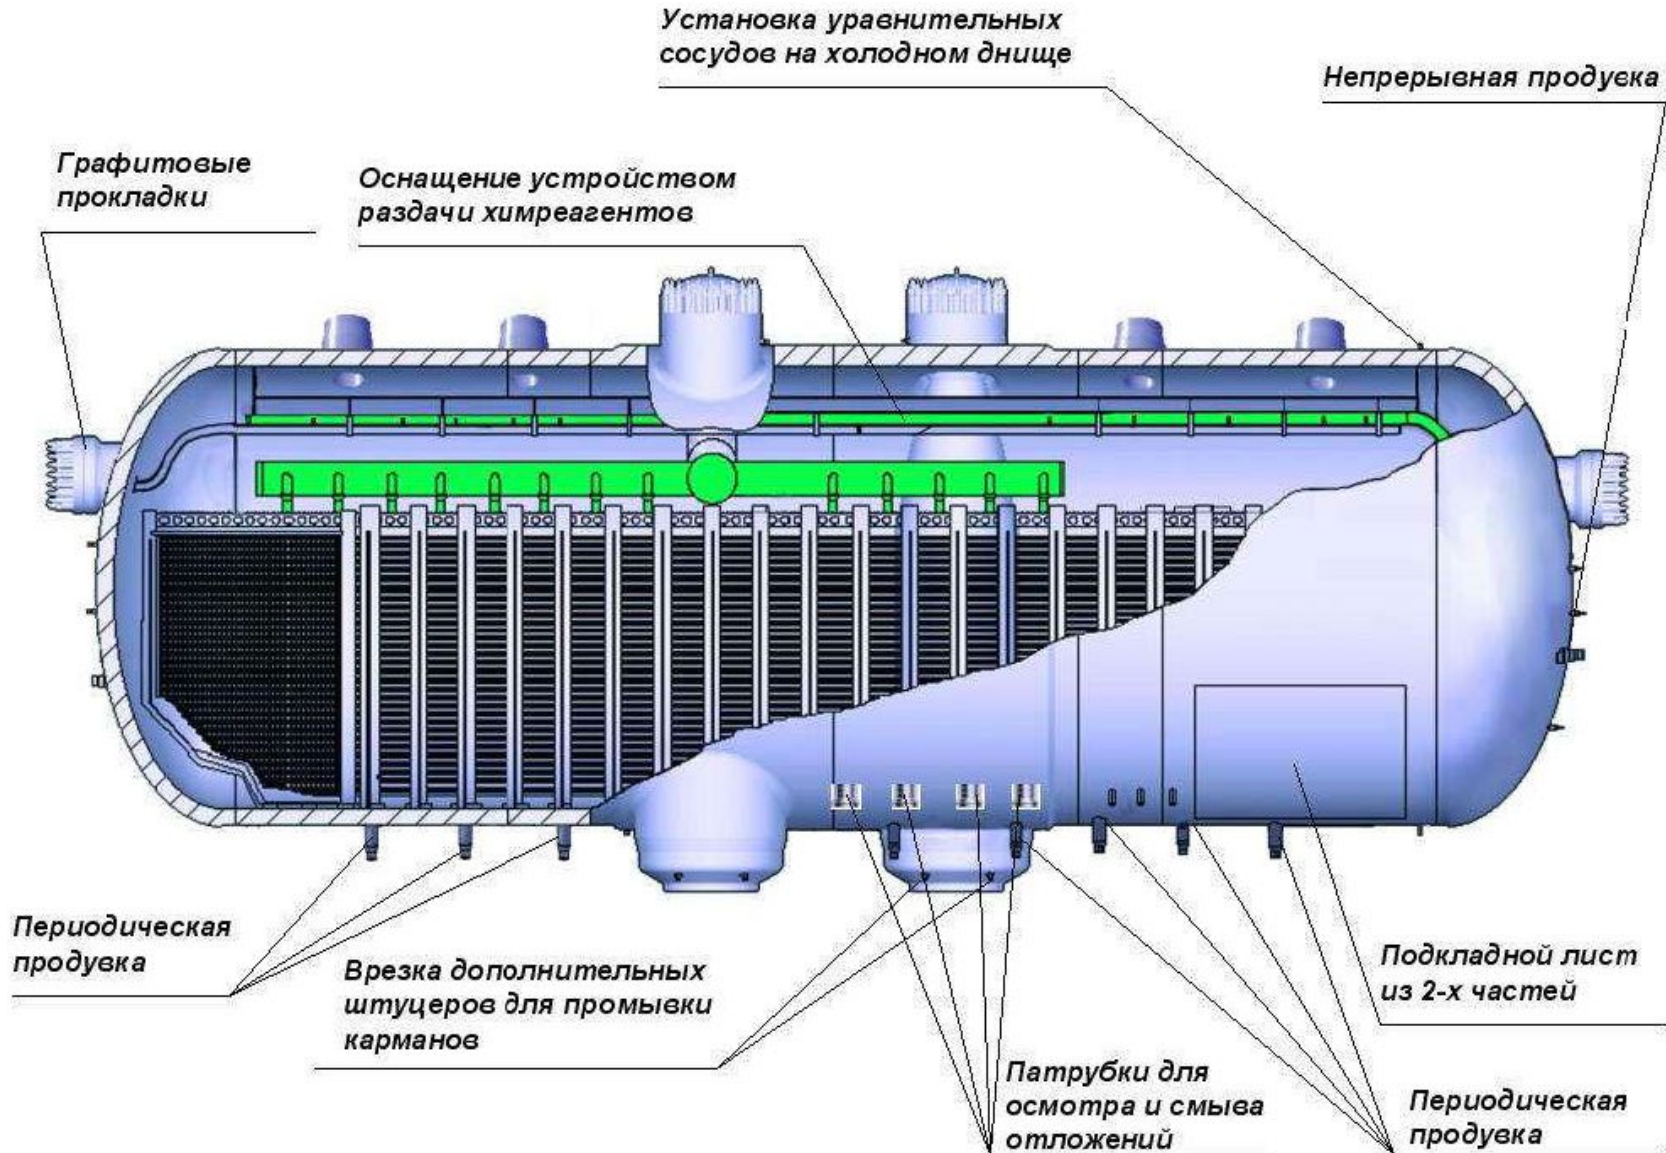 Установка уравнительных
сосудов на холодном днище
Непрерывная продувка
Графитовые
прокладки
Оснащение устройством
раздачи химреагентов
Периодическая
продувка
Врезка дополнительных
штуцеров для промывки
карманов
Патрубки для
осмотра и смыва
отложений
Подкладной лист
из 2-х частей
Периодическая
продувка